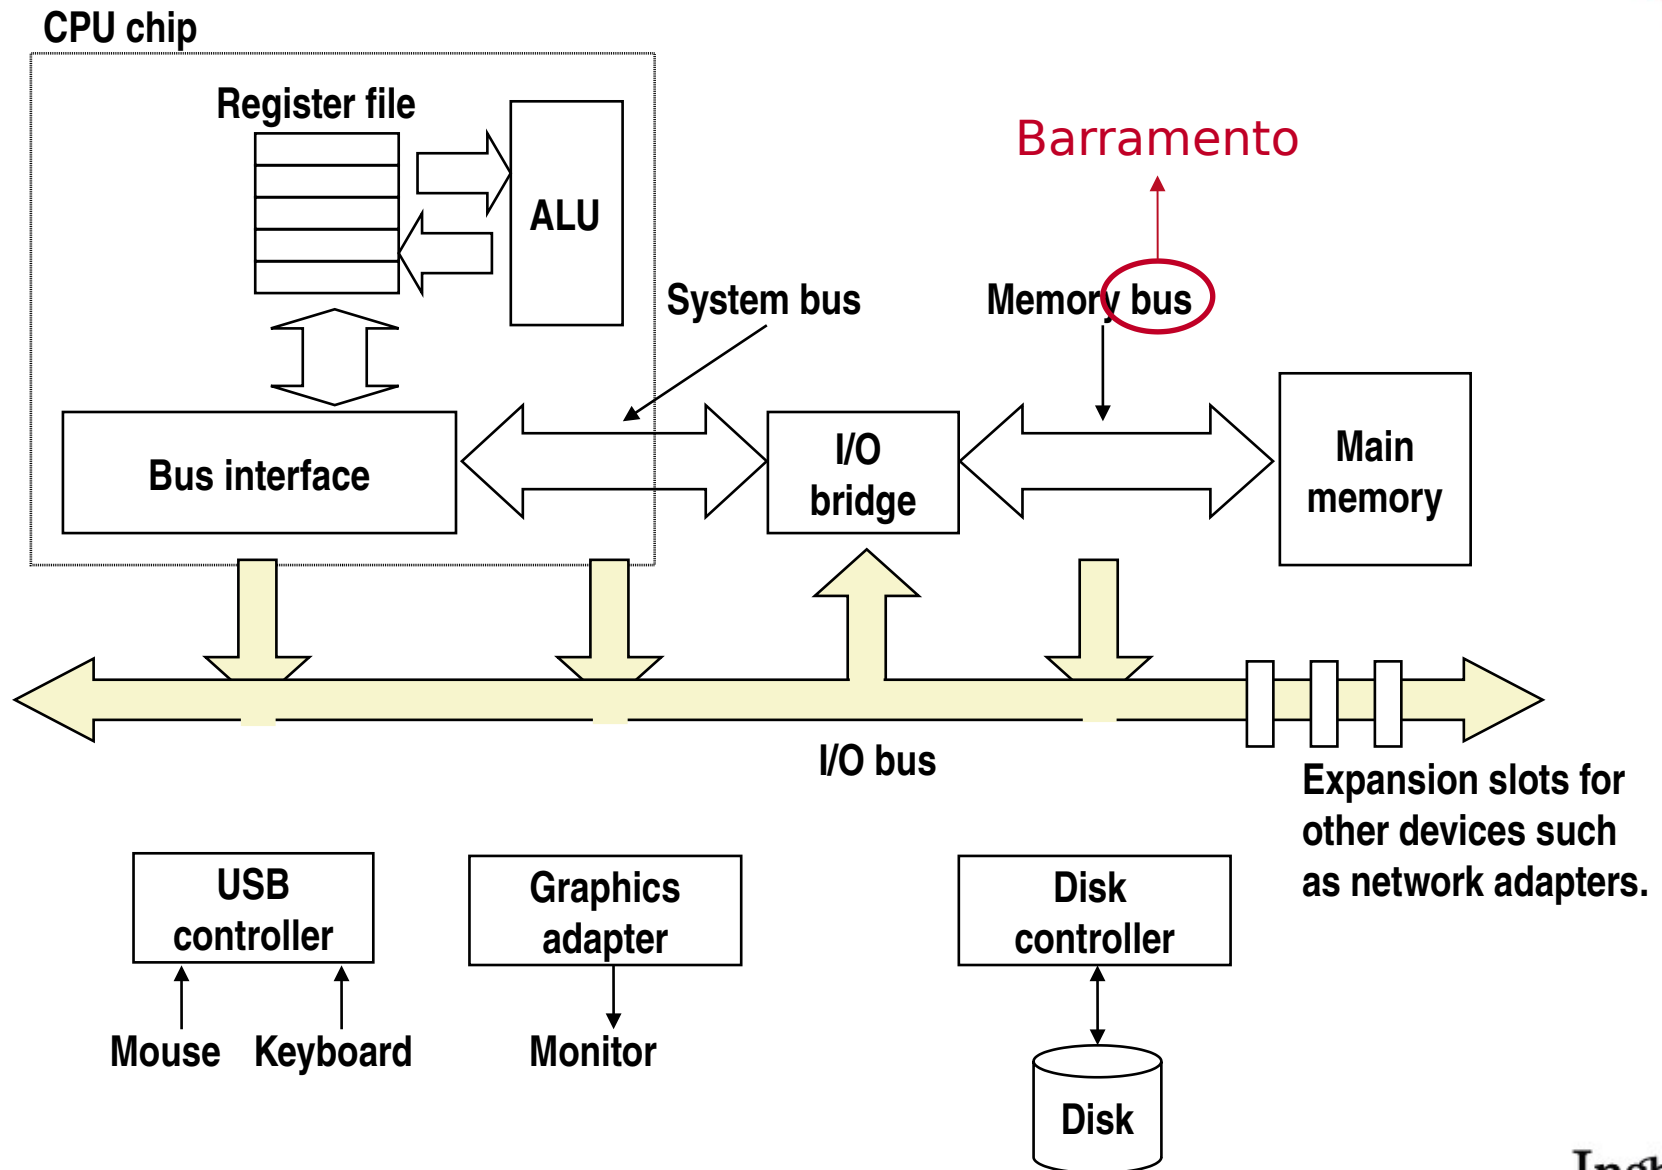 CPU chip
Register file
ALU
Barramento
System bus
Memory bus
Bus interface
I/O
bridge
Main
memory
I/O bus
Expansion slots for
other devices such
as network adapters.
USB
controller
Graphics
adapter
Disk
controller
Mouse
Keyboard
Monitor
Disk